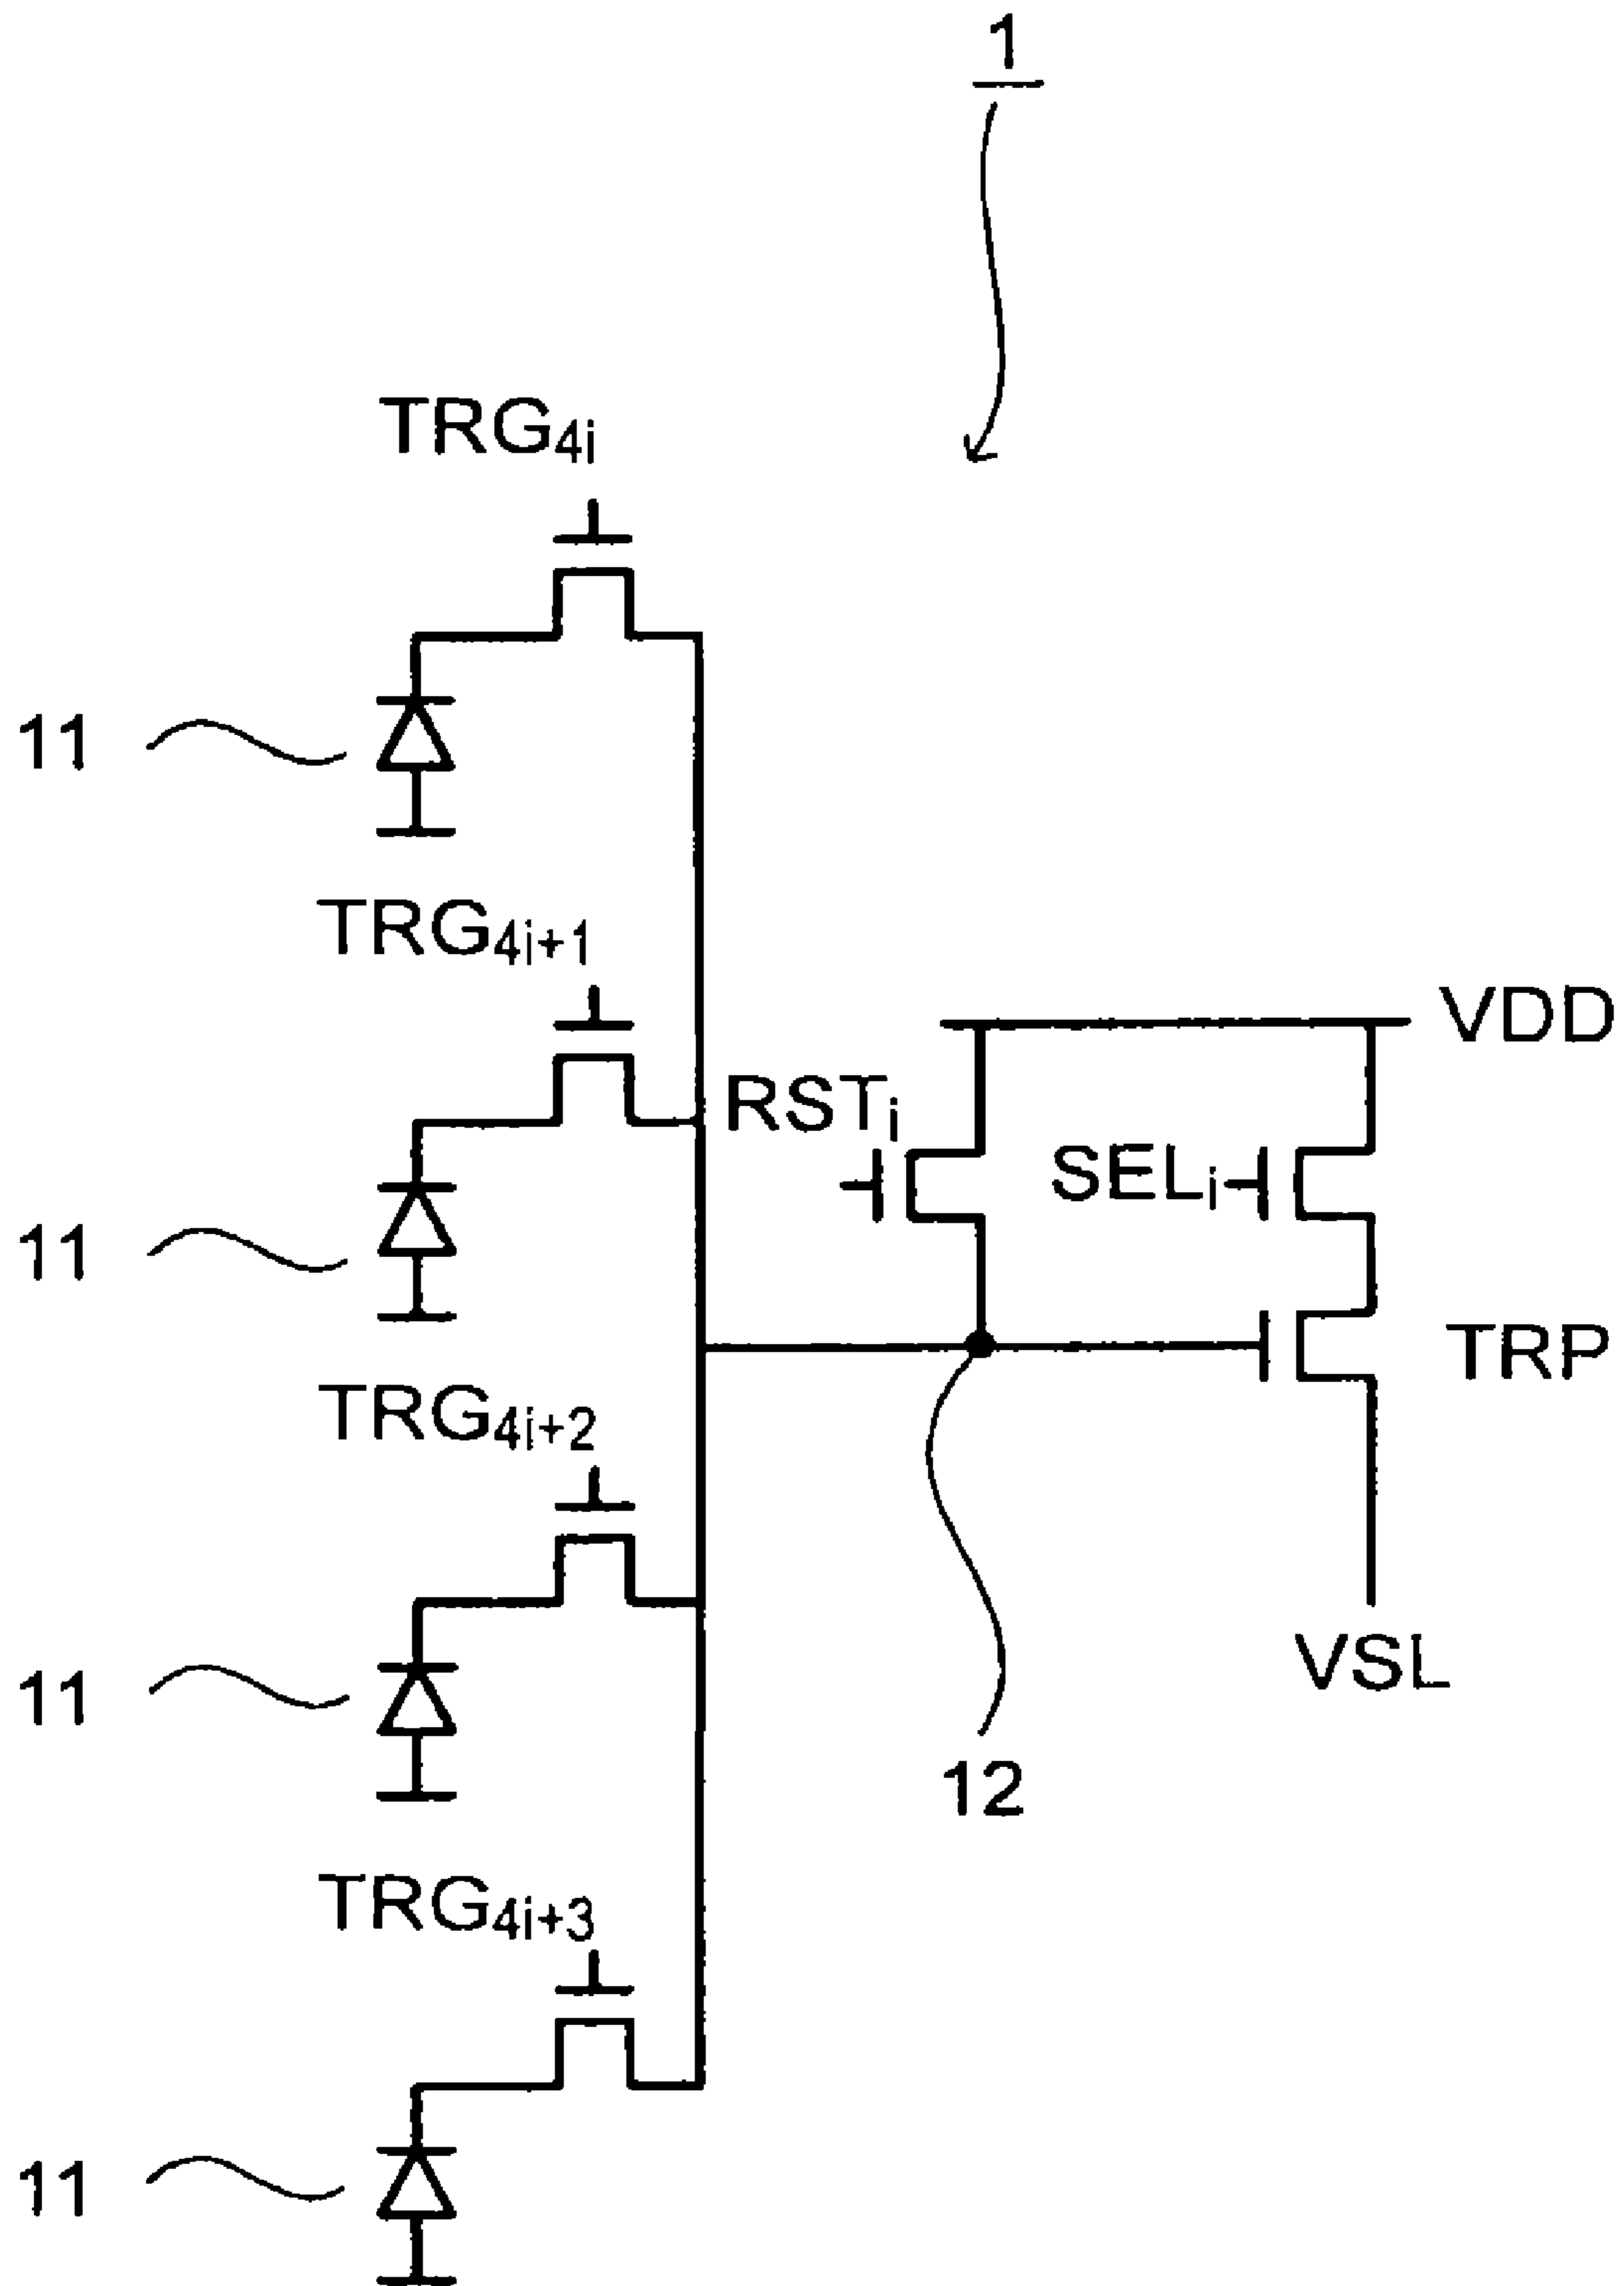 1
TRG4i
11
TRG4i+1
VDD
RSTi
SELi
11
TRP
TRG4i+2
VSL
11
12
TRG4i+3
11